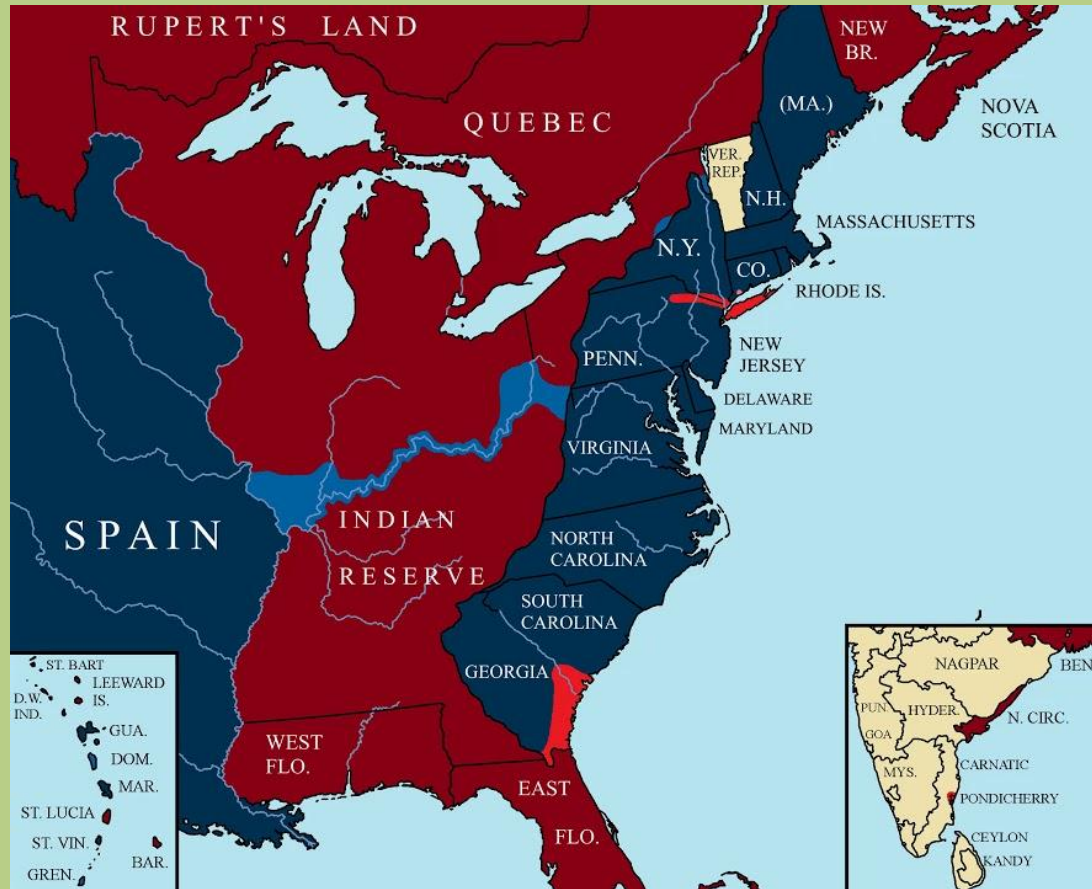 RUPERT'S LAND
NEW
BR.
NOVA
SCOTIA
(MA.)
QUEBEC
VER.
REP.
N.H.
MASSACHUSETTS
N.Y.
CO.
RHODE IS.
NEW
JERSEY
PENN.
DELAWARE
MARYLAND
VIRGINIA
SPAIN
INDIAN
RESERVE
NORTH
CAROLINA
SOUTH
CAROLINA
GEORGIA
WEST
FLO.
EAST
FLO.
ST. BART
LEEWARD
IS.
D.W.
IND.
GUA.
DOM.
MAR.
ST. LUCIA
ST. VIN.
BAR.
GREN.
NAGPAR
BEN
PUN.
HYDER.
N. CIRC.
GOA
CARNATIC
MYS.
PONDICHERRY
CEYLON
KANDY